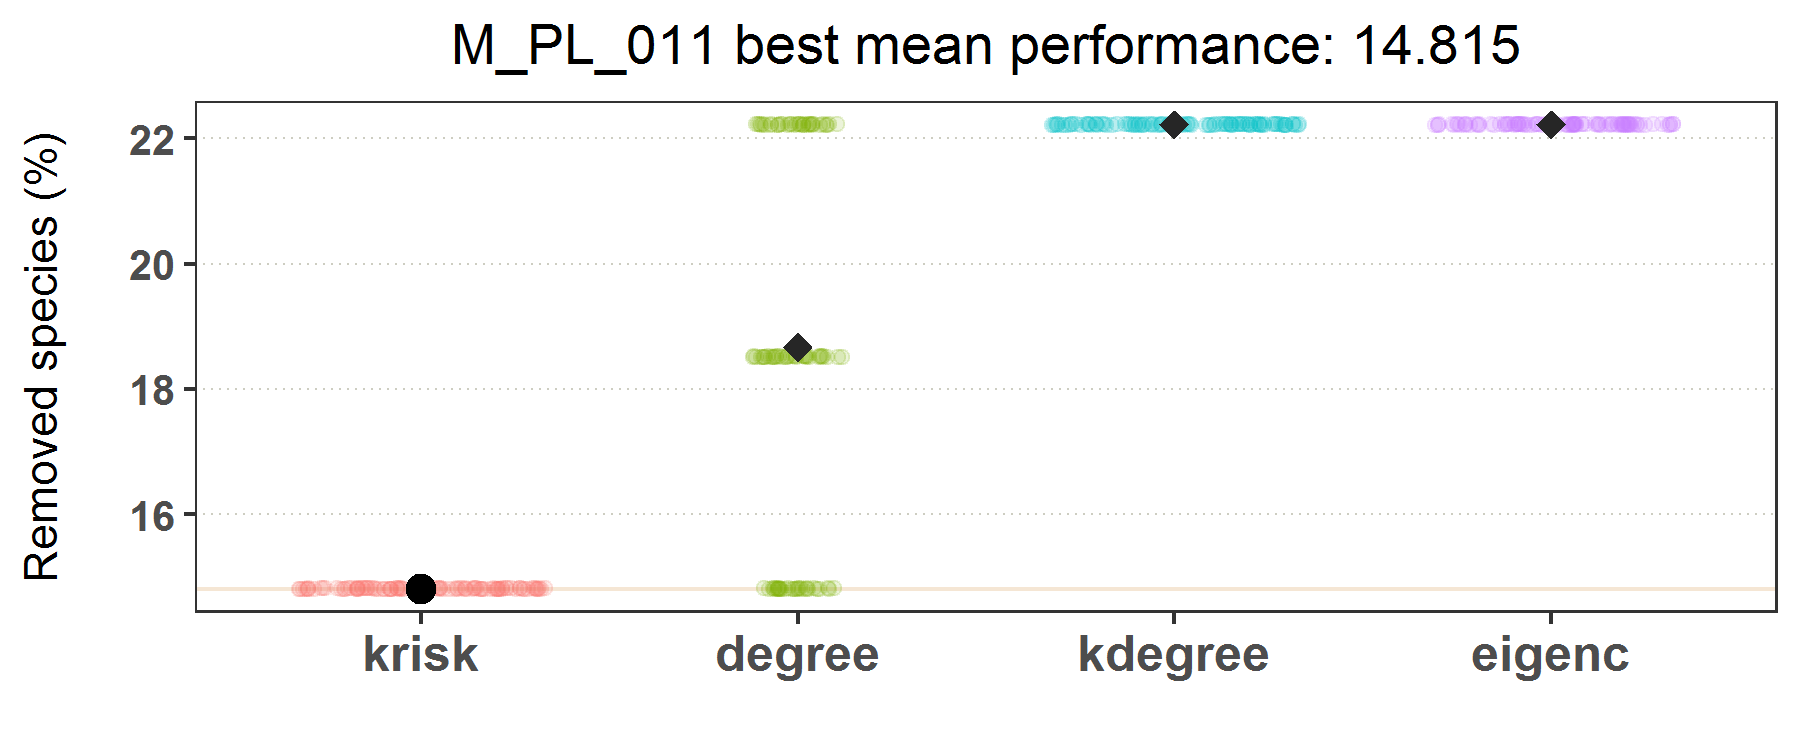 M_PL_011 best mean performance: 14.815
Removed species (%)
22
20
18
16
krisk degree kdegree eigenc